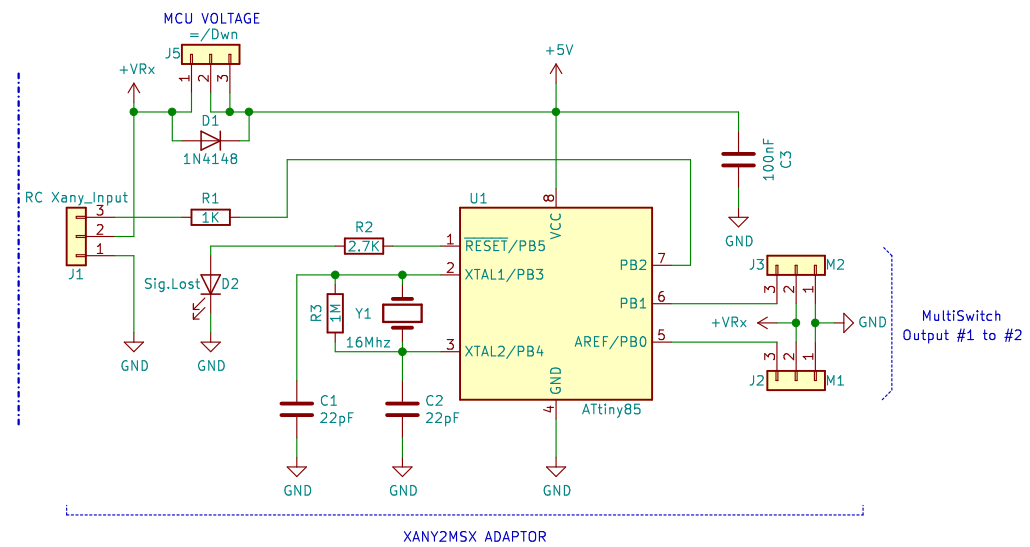 MCU VOLTAGE
=/Dwn
J5
1 2 3
+VRx
+5V
D1
1N4148
100nF
C3
GND
RC Xany_Input
3
2
1
J1
R1
1K
R2
2.7K
U1
8
VCC
1 RESET/PB5
2 XTAL1/PB3
3 XTAL2/PB4
PB2 7
PB1 6
AREF/PB0 5
GND
4
ATtiny85
Sig.Lost D2
R3
1M
Y1
16Mhz
GND
GND
C1
22pF
C2
22pF
GND
GND
GND
J3 M2
3 2 1
+VRx
GND
3 2 1
J2 M1
MultiSwitch
Output #1 to #2
XANY2MSX ADAPTOR